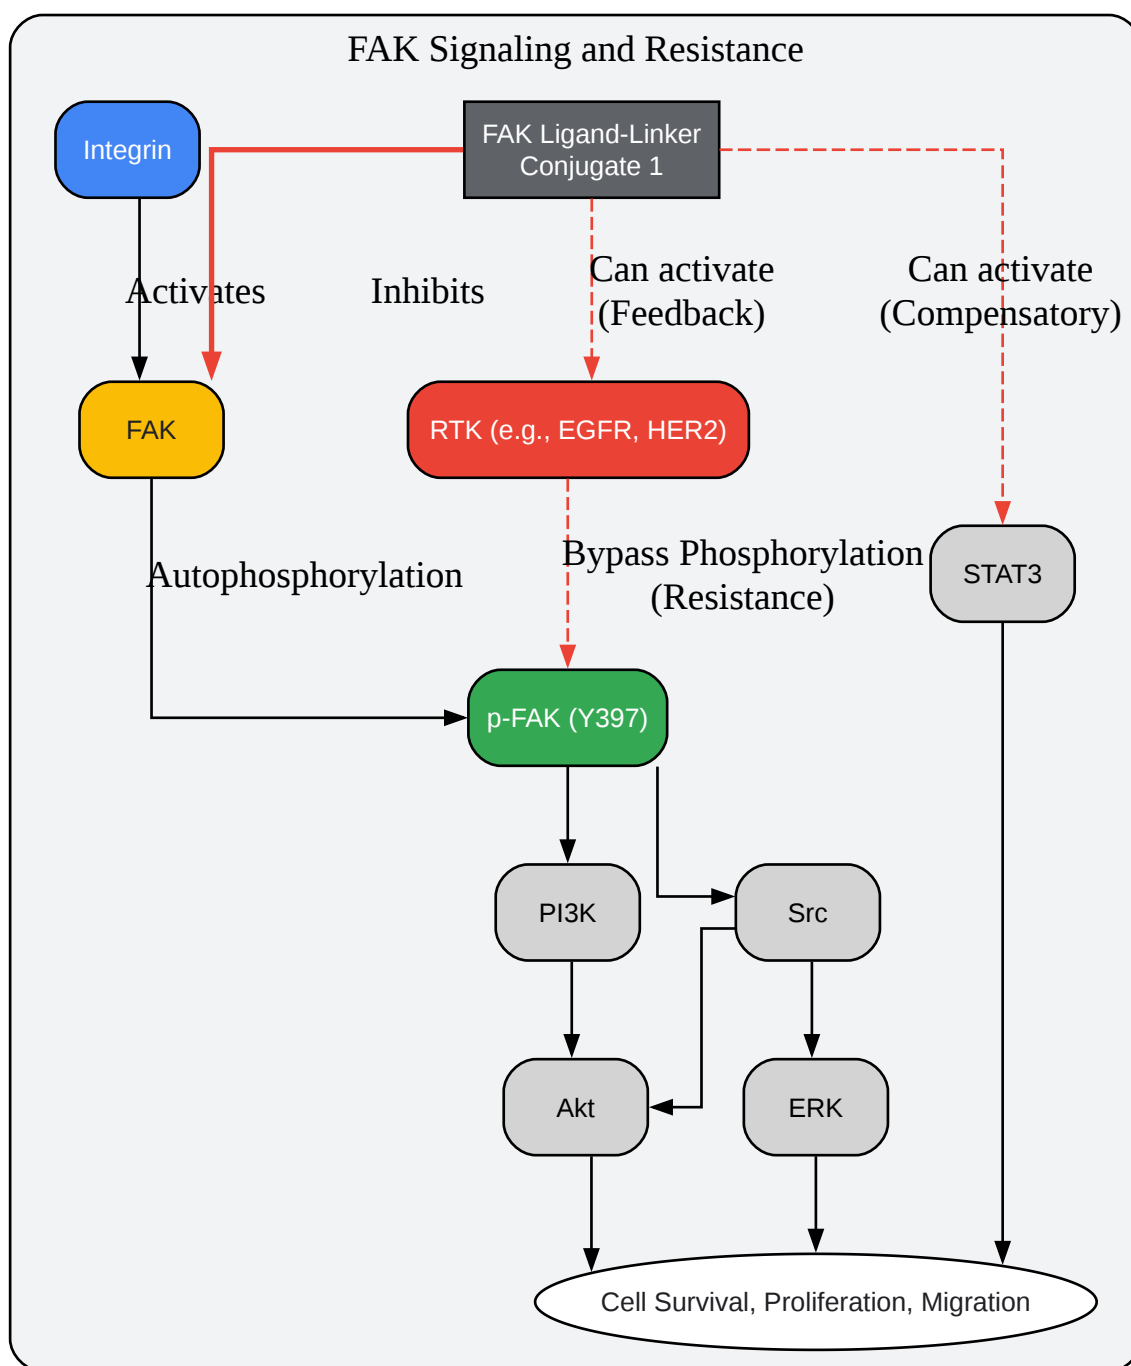 FAK Signaling and Resistance
Integrin
FAK Ligand-Linker
Conjugate 1
Activates
Inhibits
Can activate
(Feedback)
Can activate
(Compensatory)
FAK
RTK (e.g., EGFR, HER2)
Autophosphorylation
Bypass Phosphorylation
(Resistance)
STAT3
p-FAK (Y397)
PI3K
Src
Akt
ERK
Cell Survival, Proliferation, Migration